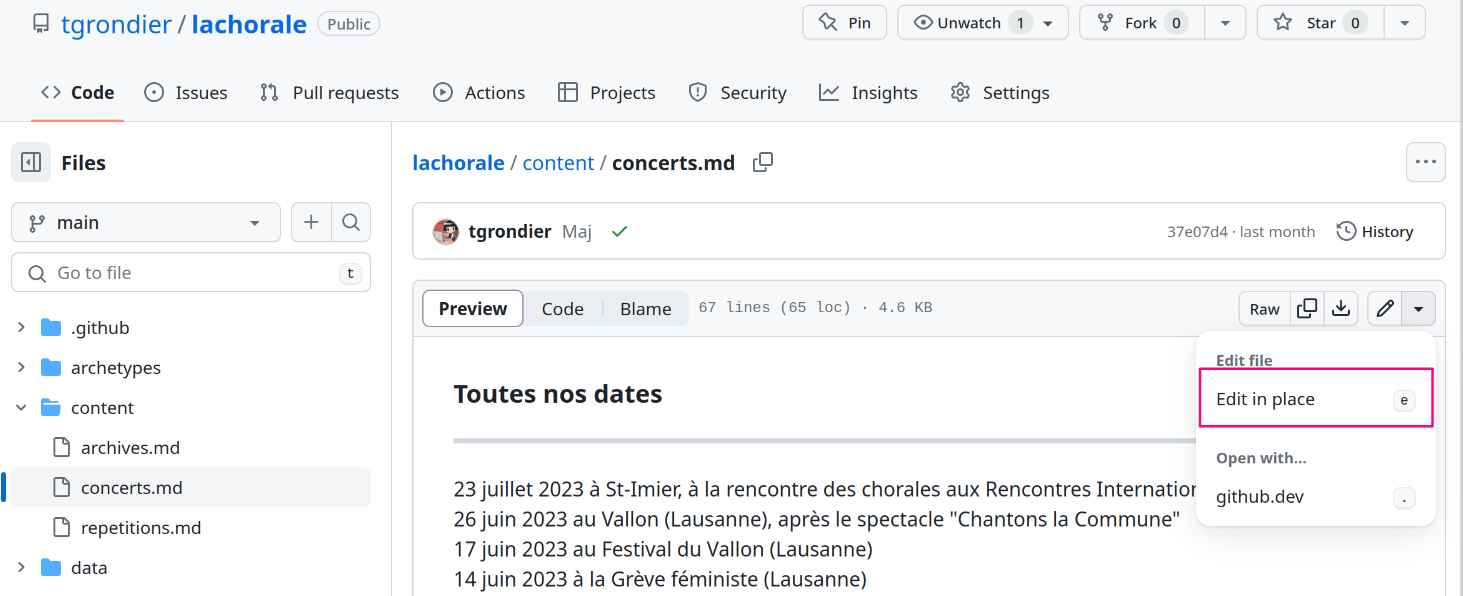 tgrondier / lachorale Public Pin Unwatch 1 Fork 0 Star 0
Code Issues Pull requests Actions Projects Security Insights Settings
Files
main
Go to file t
.github
archetypes
content
archives.md
concerts.md
repetitions.md
data
lachorale / content / concerts.md
tgrondier Maj 37e07d4 · last month History
Preview Code Blame 67 lines (65 loc) · 4.6 KB Raw
Edit file
Edit in place e
Open with...
github.dev .
Toutes nos dates
23 juillet 2023 à St-Imier, à la rencontre des chorales aux Rencontres
26 juin 2023 au Vallon (Lausanne), après le spectacle "Chantons la Commune"
17 juin 2023 au Festival du Vallon (Lausanne)
14 juin 2023 à la Grève féministe (Lausanne)